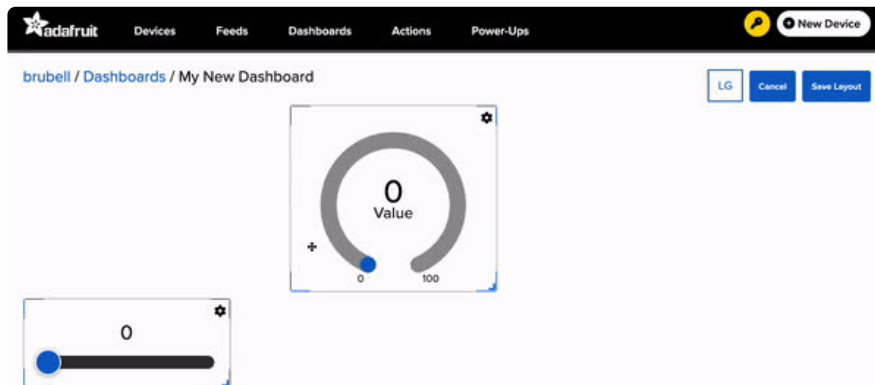 adafruit Devices Feeds Dashboards Actions Power-Ups New Device
brubell / Dashboards / My New Dashboard
LG Cancel Save Layout
0
Value
0 100
0